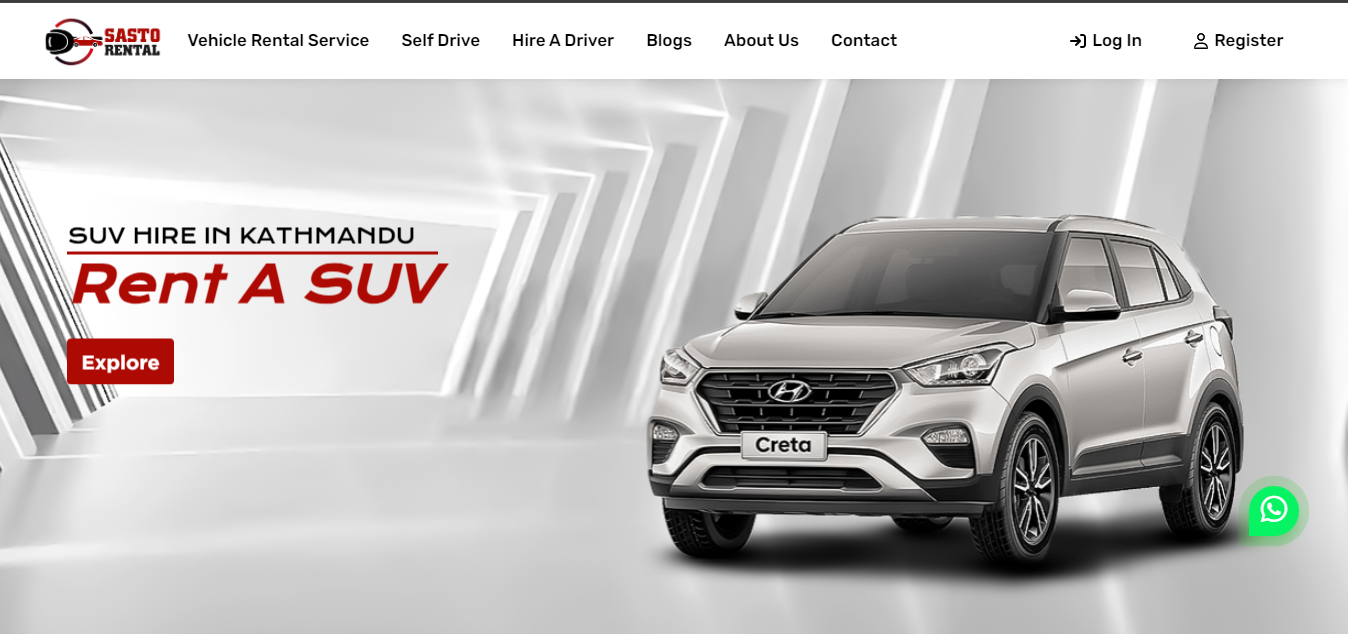 SASTO
RENTAL
Vehicle Rental Service Self Drive Hire A Driver Blogs About Us Contact Log In Register
SUV HIRE IN KATHMANDU
Rent A SUV
Explore
Creta